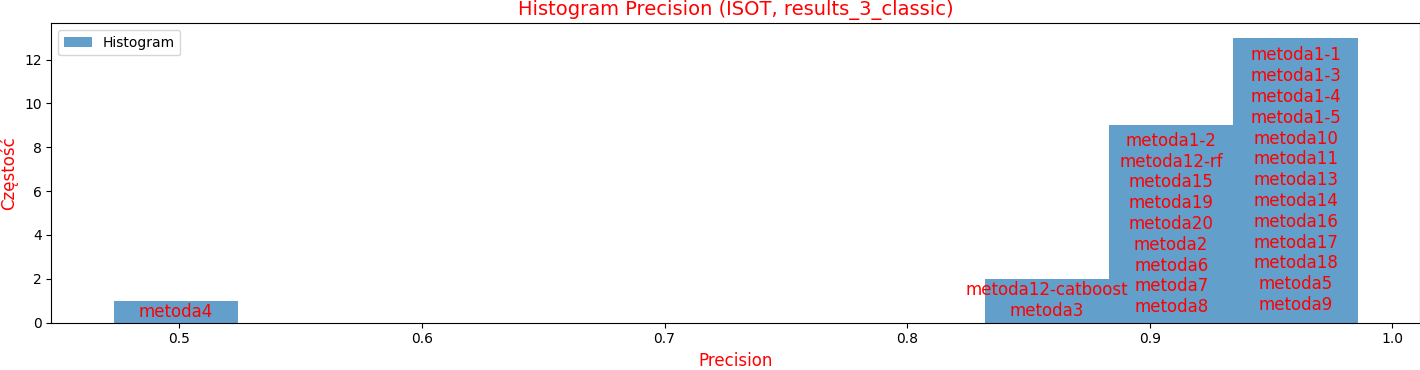 Histogram Precision (ISOT, results_3_classic)
Histogram
Częstość
12
10
8
6
4
2
0
metoda4
metoda12-catboost
metoda3
metoda1-2
metoda12-rf
metoda15
metoda19
metoda20
metoda2
metoda6
metoda7
metoda8
metoda1-1
metoda1-3
metoda1-4
metoda1-5
metoda10
metoda11
metoda13
metoda14
metoda16
metoda17
metoda18
metoda5
metoda9
0.5 0.6 0.7 0.8 0.9 1.0
Precision